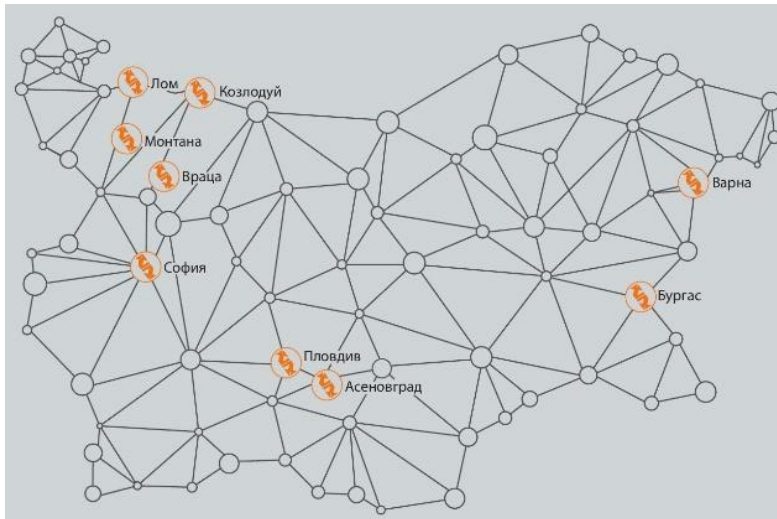 Лом
Козлодуй
Монтана
Враца
Варна
София
Бургас
Пловдив
Асеновград